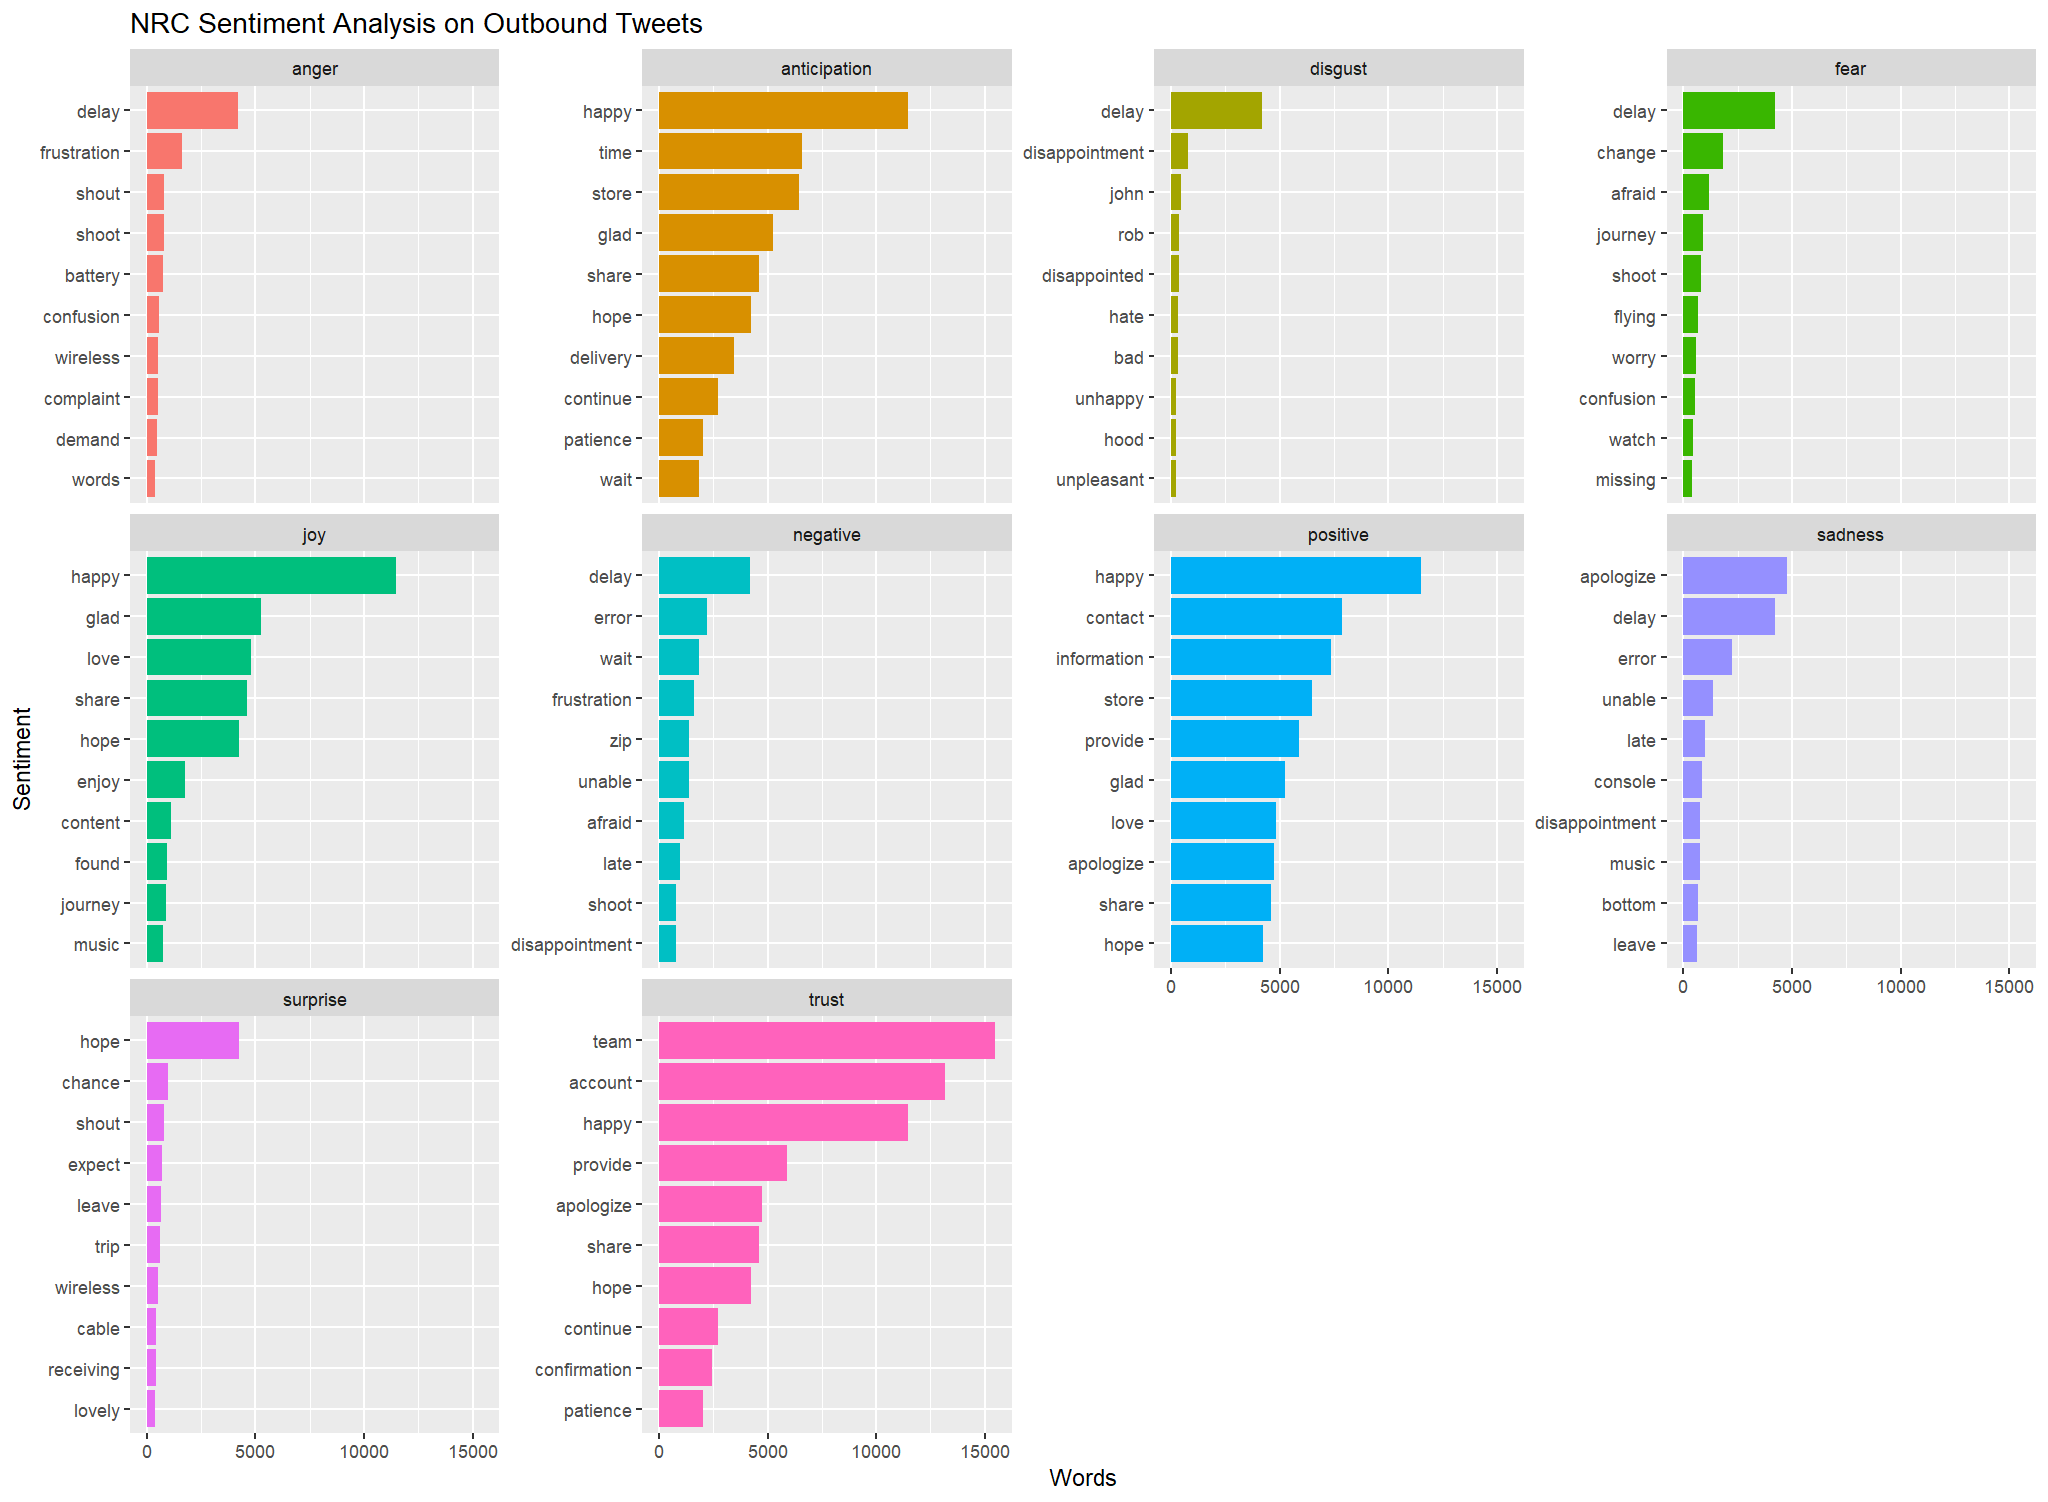 NRC Sentiment Analysis on Outbound Tweets
anger
delay
frustration
shout
shoot
battery
confusion
wireless
complaint
demand
words
anticipation
happy
time
store
glad
share
hope
delivery
continue
patience
wait
disgust
delay
disappointment
john
rob
disappointed
hate
bad
unhappy
hood
unpleasant
fear
delay
change
afraid
journey
shoot
flying
worry
confusion
watch
missing
joy
happy
glad
love
share
hope
enjoy
content
found
journey
music
negative
delay
error
wait
frustration
zip
unable
afraid
late
shoot
disappointment
positive
happy
contact
information
store
provide
glad
love
apologize
share
hope
0 5000 10000 15000
sadness
apologize
delay
error
unable
late
console
disappointment
music
bottom
leave
0 5000 10000 15000
surprise
hope
chance
shout
expect
leave
trip
wireless
cable
receiving
lovely
0 5000 10000 15000
trust
team
account
happy
provide
apologize
share
hope
continue
confirmation
patience
0 5000 10000 15000
Sentiment
Words